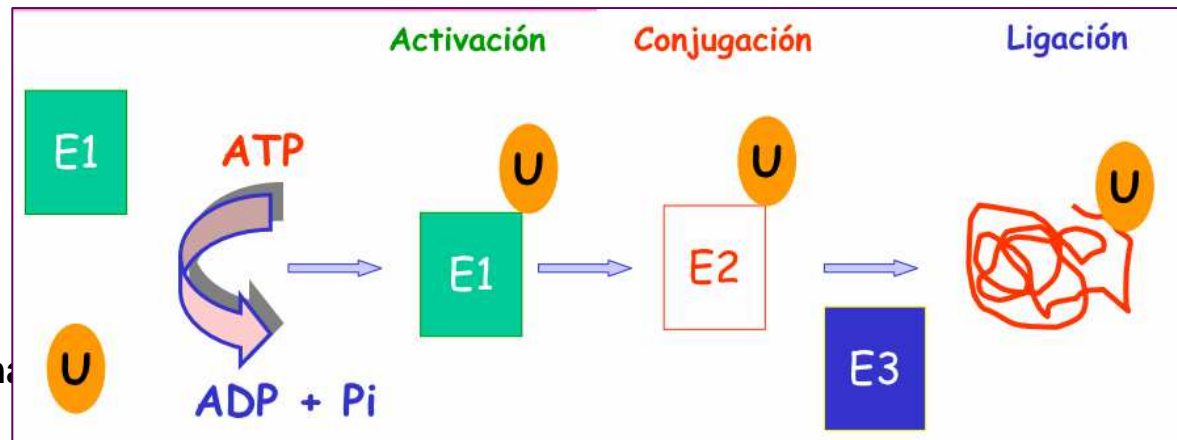 Activación Conjugación Ligación
E1
ATP
U
U
U
E1
E2
E3
U
ADP + Pi